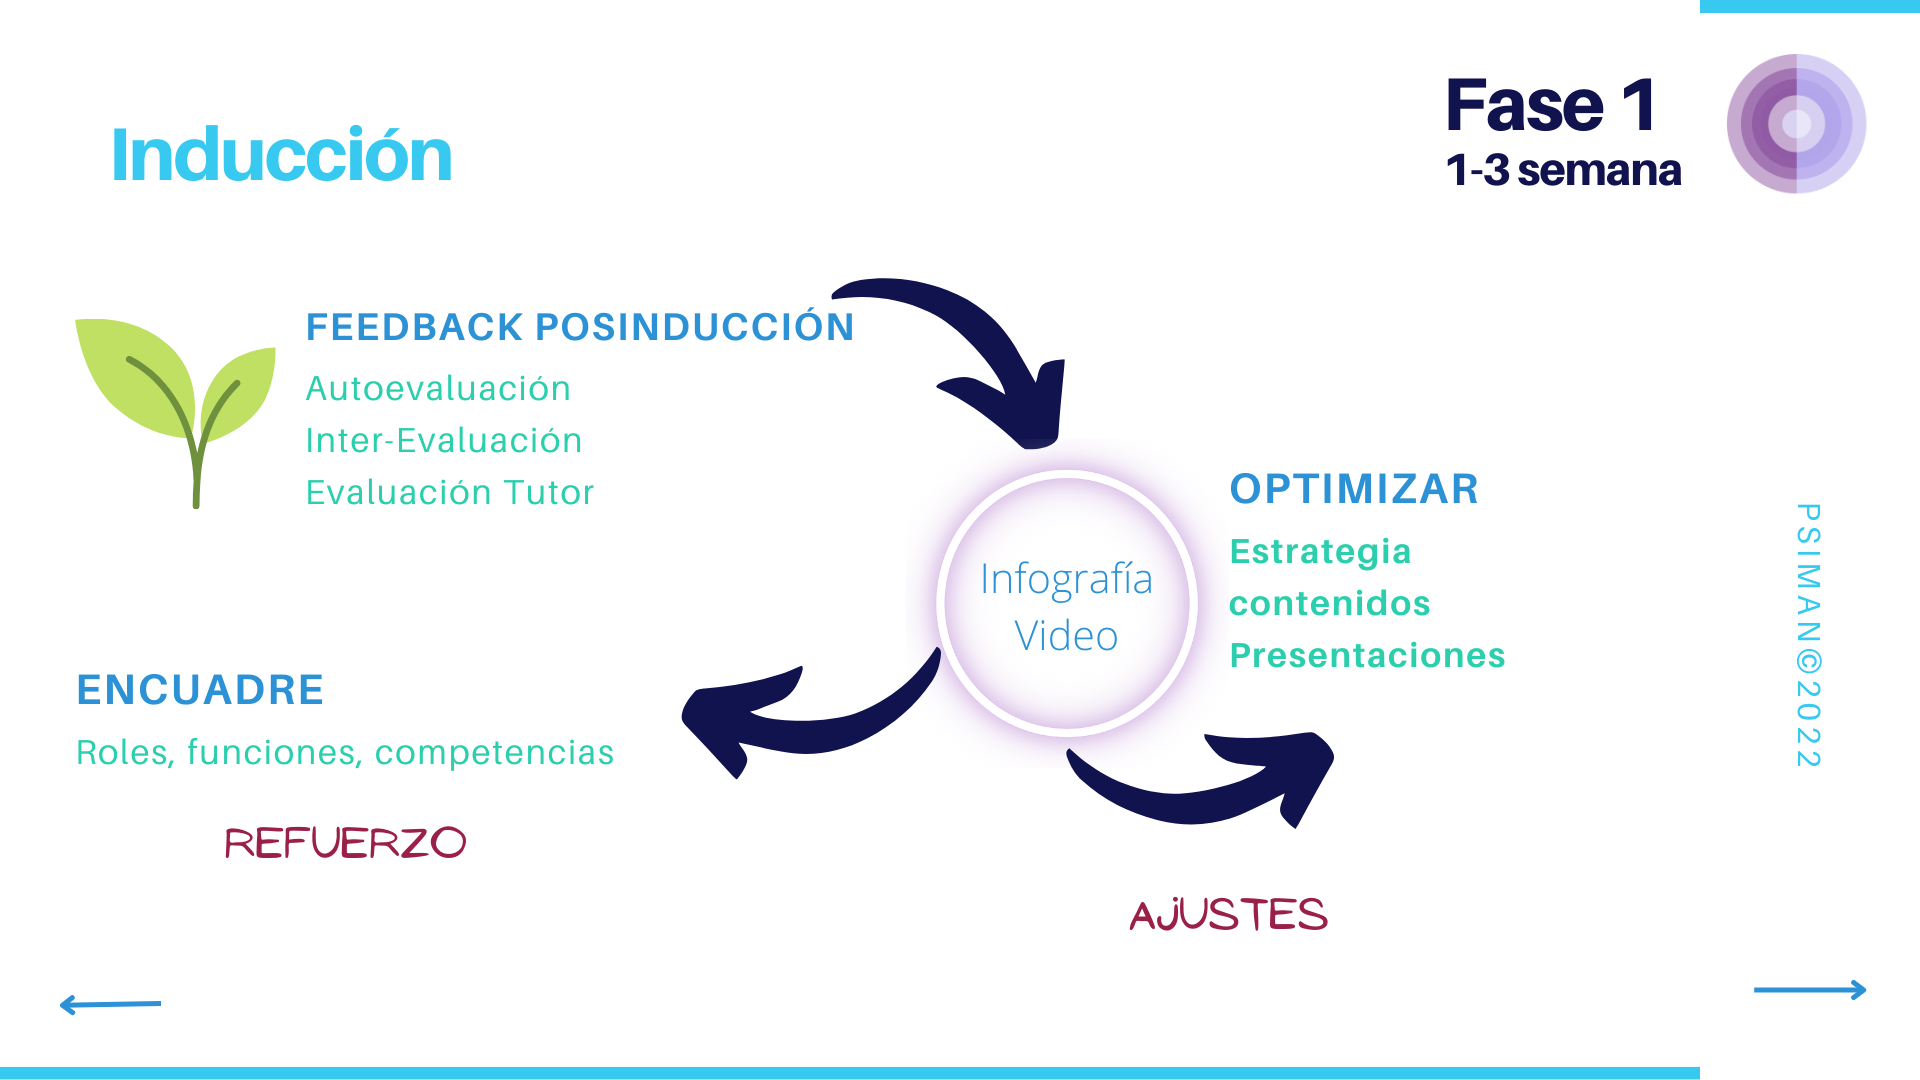 Inducción
Fase 1
1-3 semana
FEEDBACK POSINDUCCIÓN
Autoevaluación
Inter-Evaluación
Evaluación Tutor
Infografía
Video
OPTIMIZAR
Estrategia
contenidos
Presentaciones
ENCUADRE
Roles, funciones, competencias
REFUERZO
AJUSTES
PSIMAN©2022